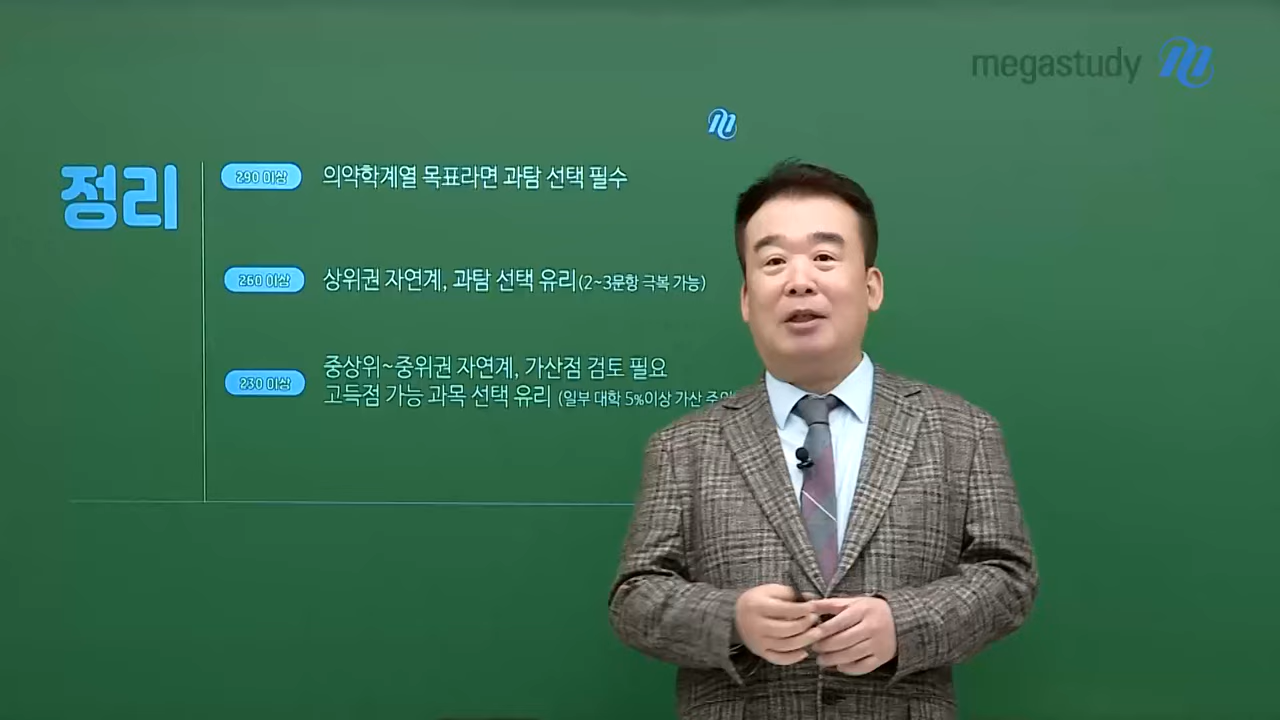 megastudy
정리
290 이상
의약학계열 목표라면 과탐 선택 필수
260 이상
상위권 자연계, 과탐 선택 유리(2~3문항 극복 가능)
230 이상
중상위~중위권 자연계, 가산점 검토 필요
고득점 가능 과목 선택 유리 (일부 대학 5%이상 가산